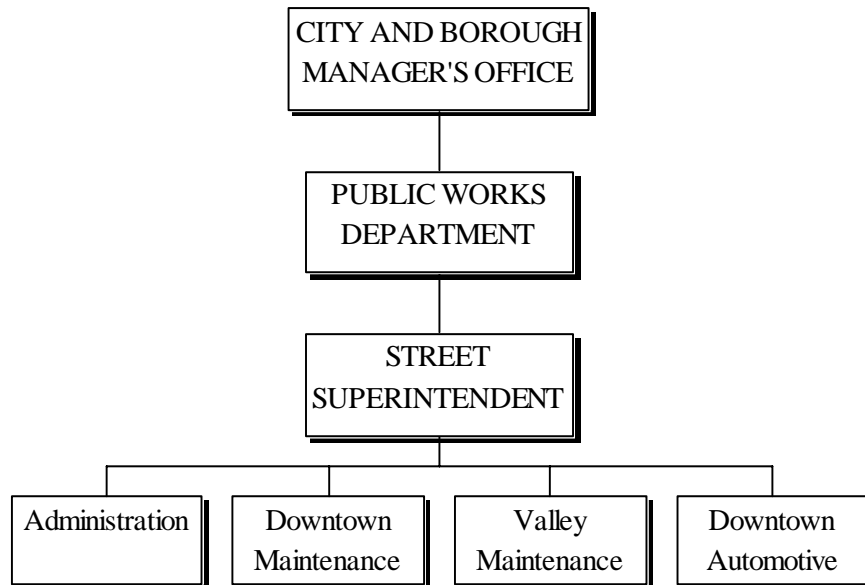 CITY AND BOROUGH
MANAGER'S OFFICE
PUBLIC WORKS
DEPARTMENT
STREET
SUPERINTENDENT
Administration
Downtown
Maintenance
Valley
Maintenance
Downtown
Automotive